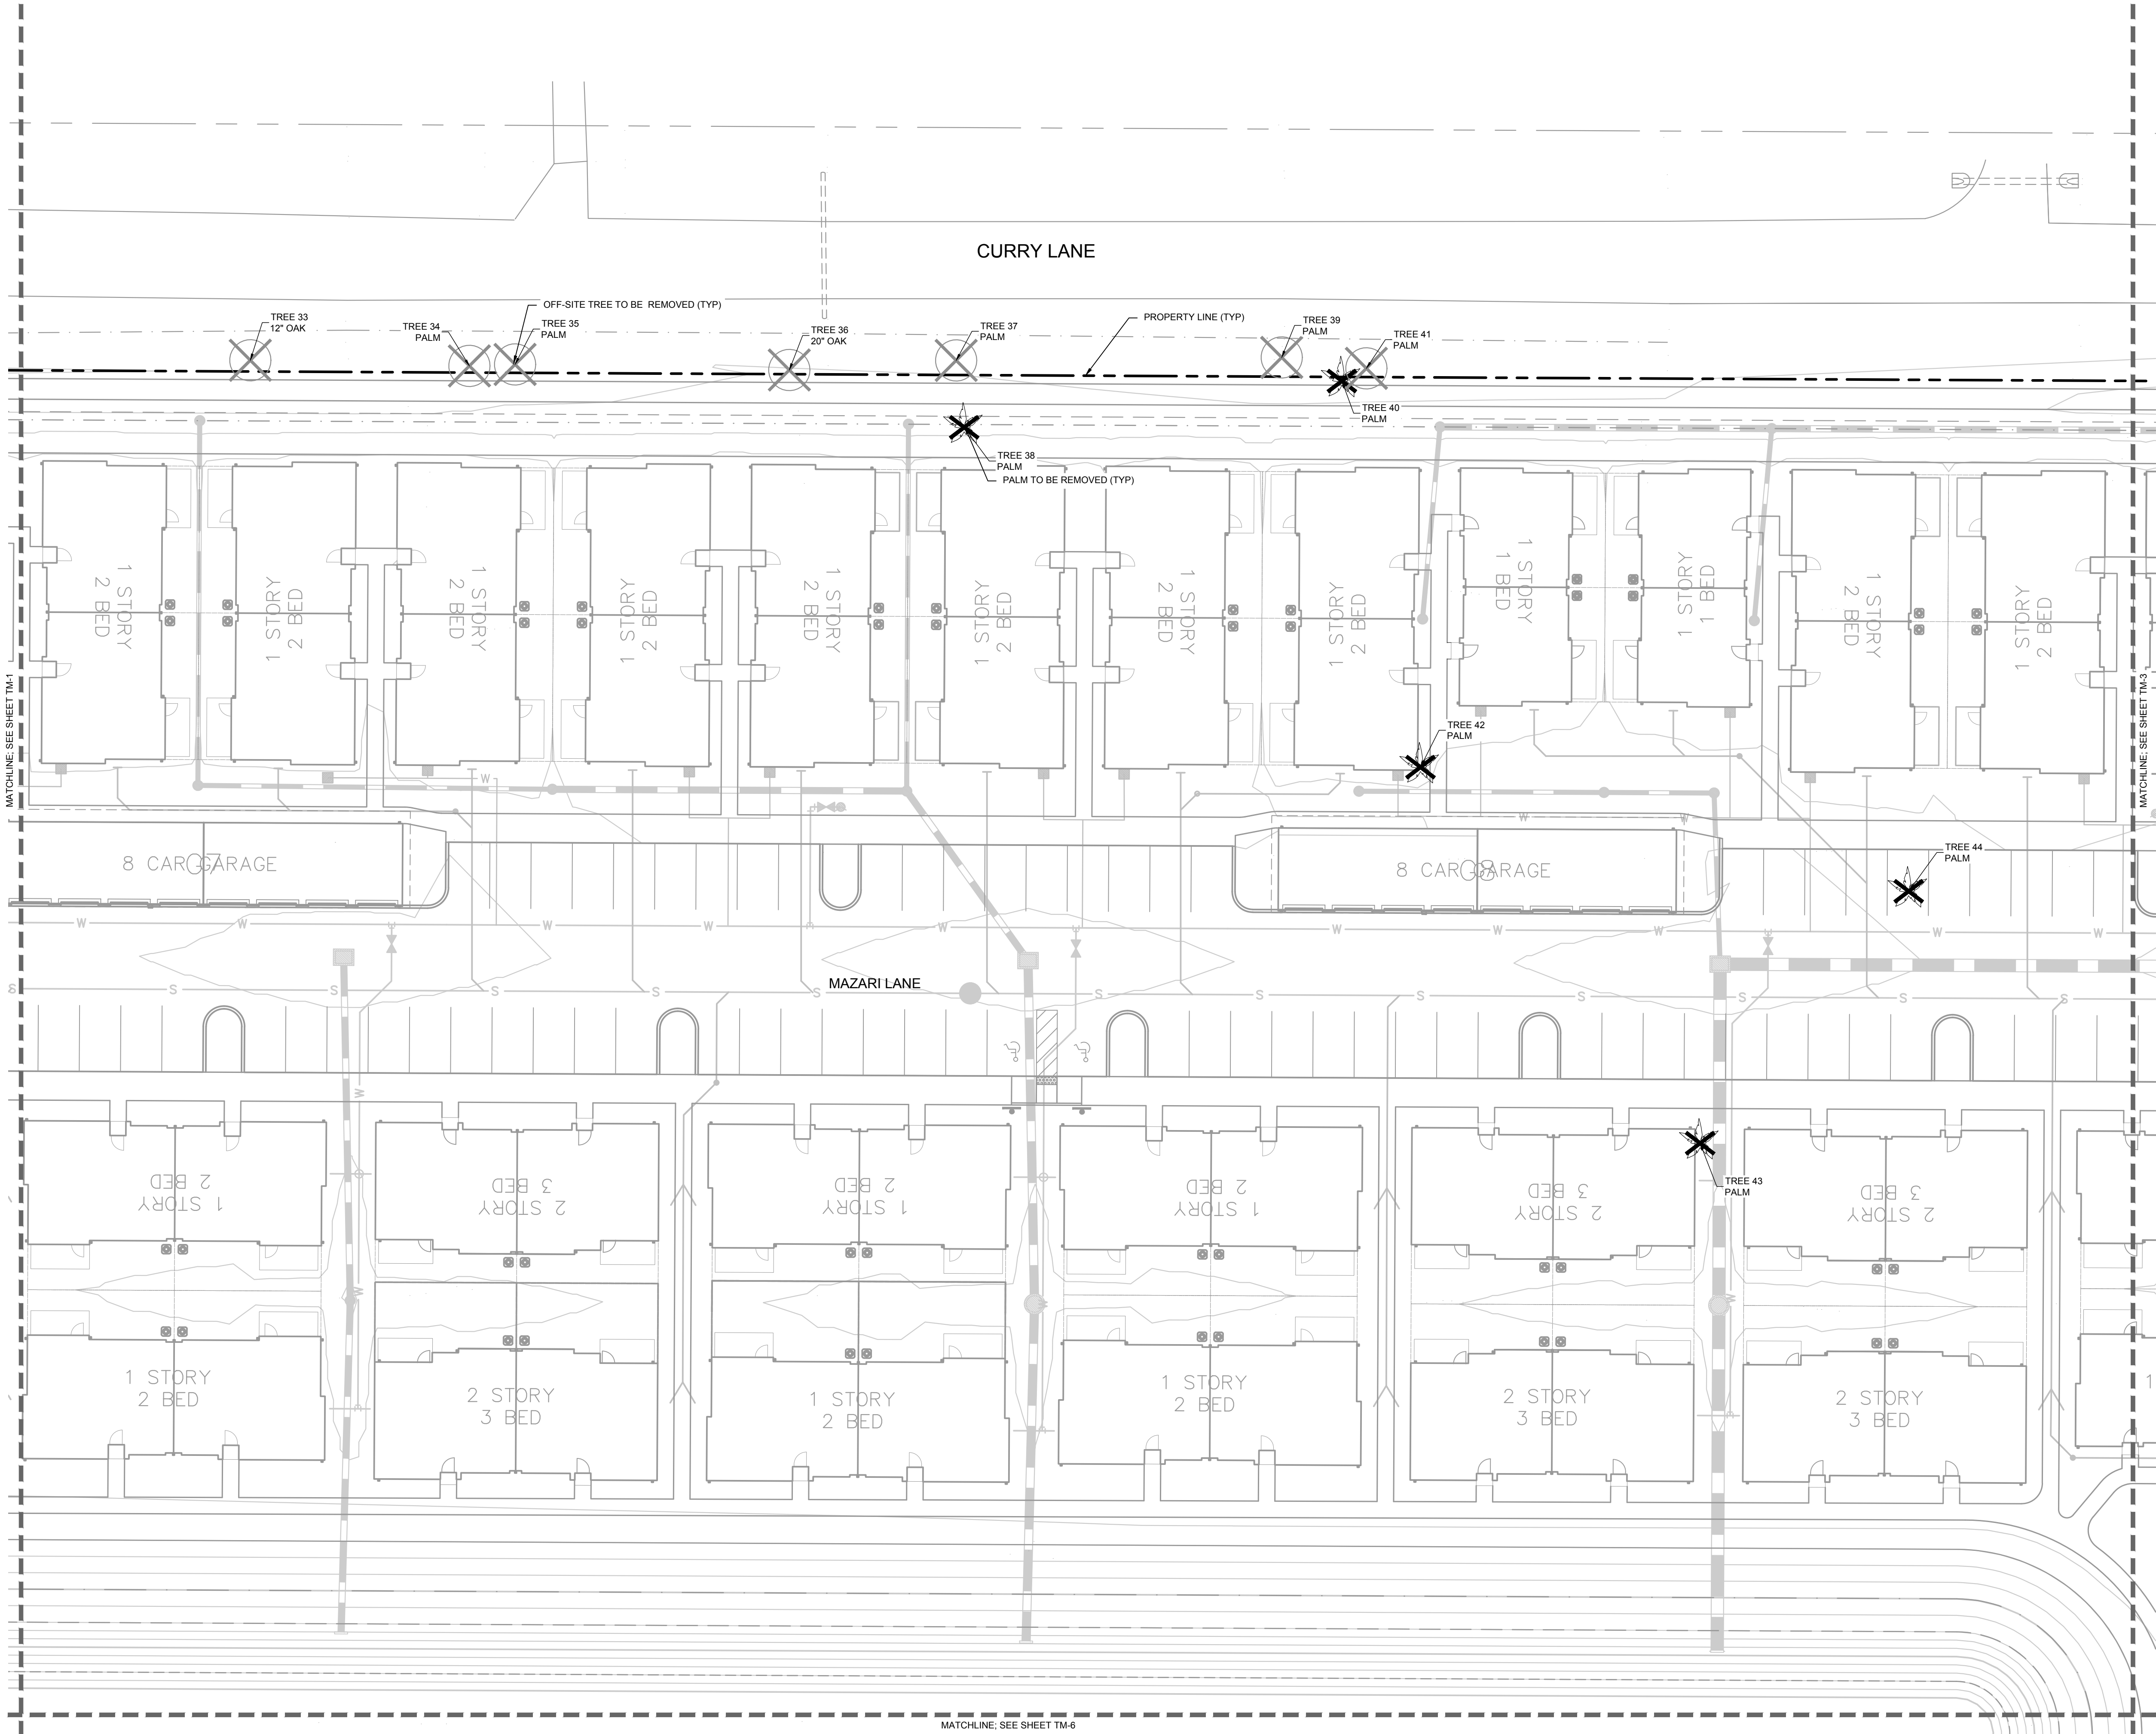 CURRY LANE
OFF-SITE TREE TO BE REMOVED (TYP)
TREE 33
12" OAK
TREE 34
PALM
TREE 35
PALM
TREE 36
20" OAK
TREE 37
PALM
PROPERTY LINE (TYP)
TREE 39
PALM
TREE 41
PALM
TREE 40
PALM
TREE 38
PALM
PALM TO BE REMOVED (TYP)
1 STORY
2 BED
1 STORY
2 BED
1 STORY
2 BED
1 STORY
2 BED
1 STORY
2 BED
1 STORY
2 BED
1 STORY
2 BED
1 STORY
2 BED
1 STORY
1 BED
1 STORY
1 BED
1 STORY
2 BED
1 STORY
2 BED
MATCHLINE; SEE SHEET TM-1
MATCHLINE; SEE SHEET TM-3
TREE 42
PALM
W
W W
8 CAR GARAGE
07
8 CAR GARAGE
08
TREE 44
PALM
W W W W W W W W W W W
MAZARI LANE
S S S S S S S S S S S S S
W
TREE 43
PALM
1 STORY
2 BED
2 STORY
3 BED
1 STORY
2 BED
1 STORY
2 BED
2 STORY
3 BED
2 STORY
3 BED
W W W
1 STORY
2 BED
2 STORY
3 BED
1 STORY
2 BED
1 STORY
2 BED
2 STORY
3 BED
2 STORY
3 BED
1
MATCHLINE; SEE SHEET TM-6